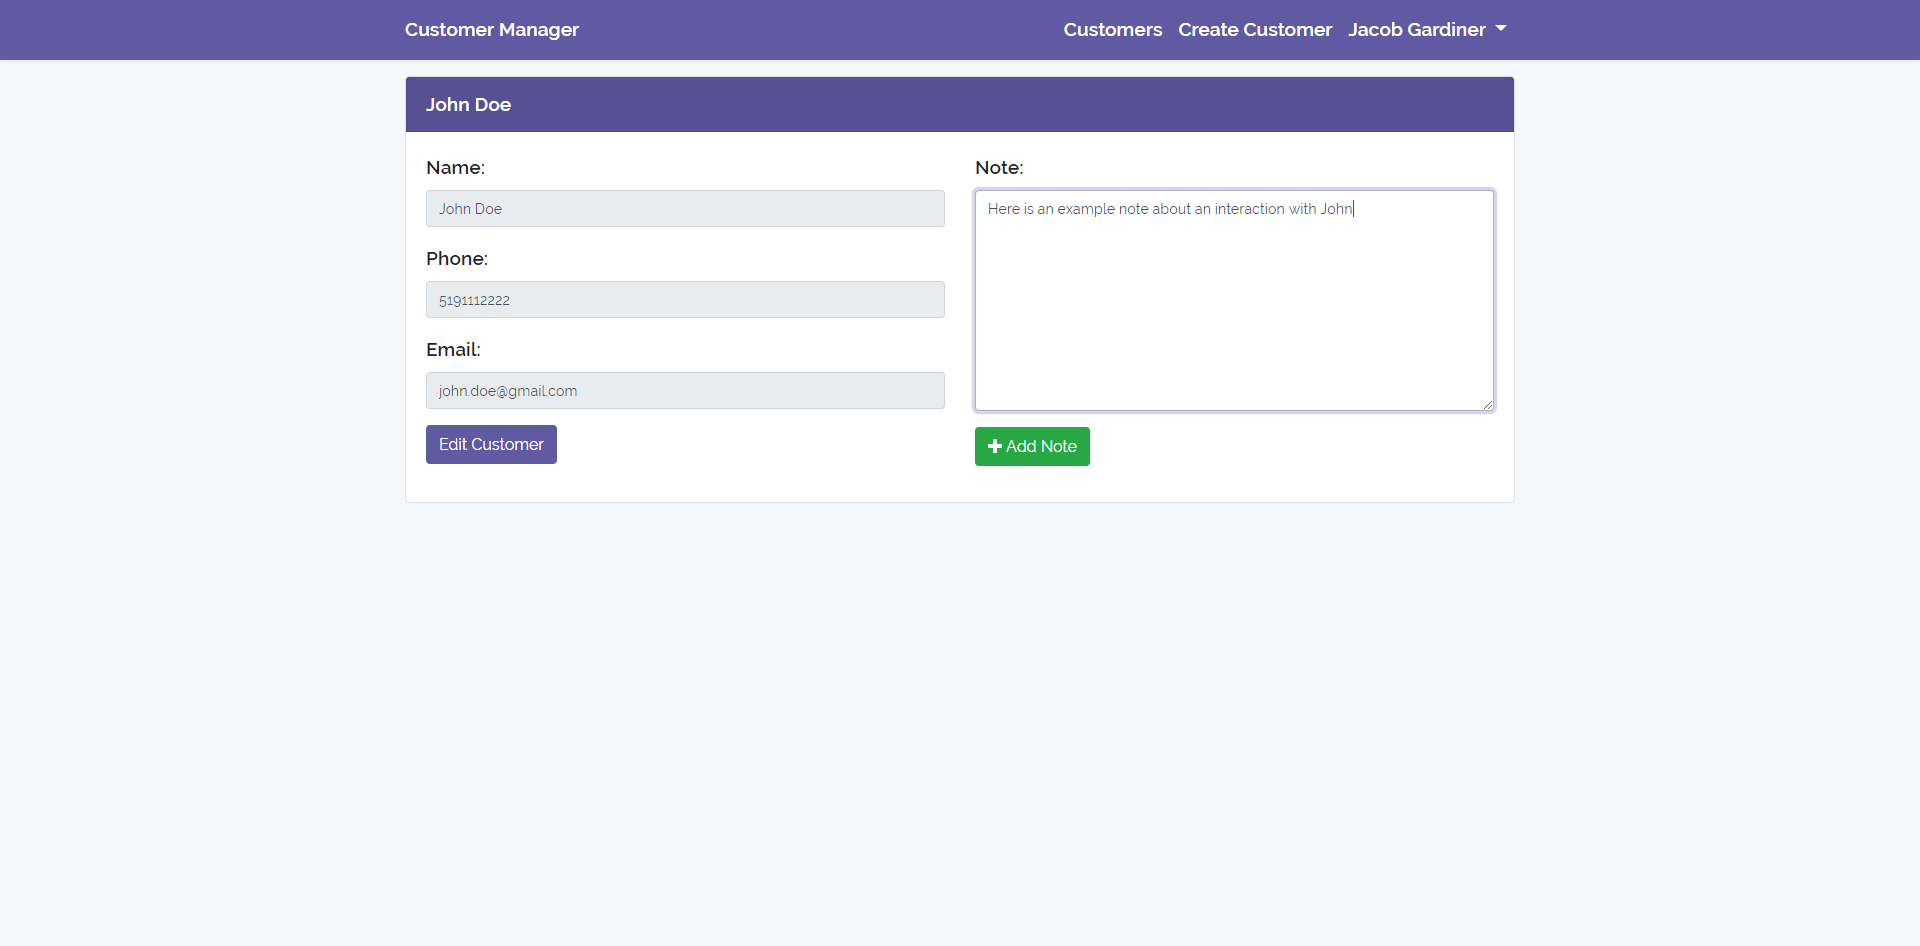 Customer Manager
Customers Create Customer Jacob Gardiner
John Doe
Name:
John Doe
Phone:
5191112222
Email:
john.doe@gmail.com
Edit Customer
Note:
Here is an example note about an interaction with John
Add Note